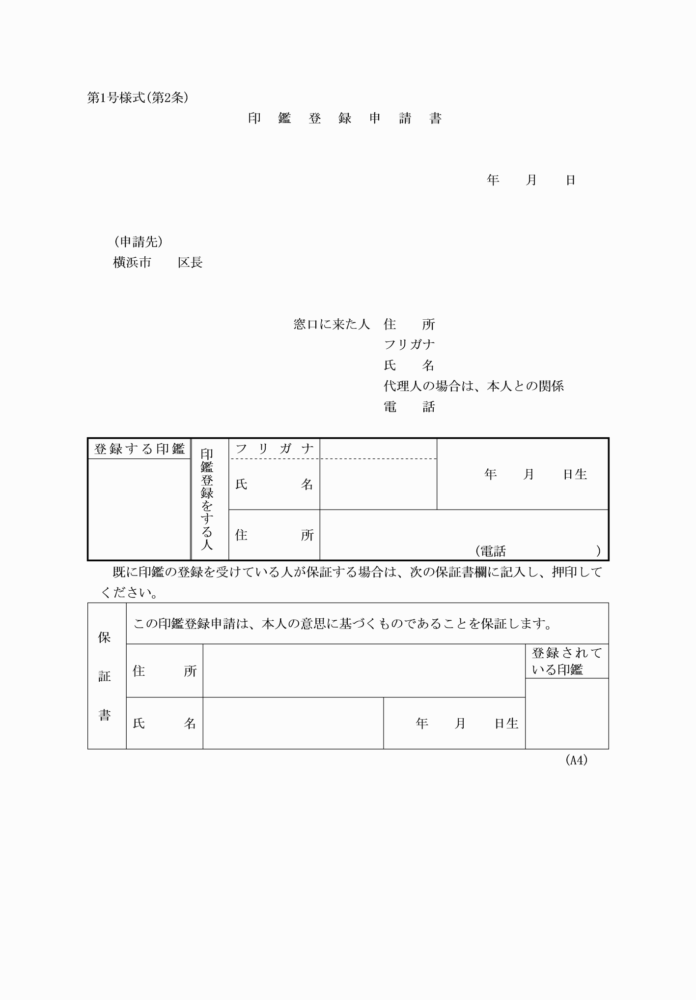 第1号様式(第2条)
印鑑登録申請書
年　　月　　日
(申請先)
横浜市　　区長
窓口に来た人　住　　所
フリガナ
氏　　名
代理人の場合は、本人との関係
電　　話
登録する印鑑
印鑑登録をする人
フリガナ
氏　　名
年　　月　　日生
住　　所
(電話　　　　　　　)
既に印鑑の登録を受けている人が保証する場合は、次の保証書欄に記入し、押印して
ください。
保証書
この印鑑登録申請は、本人の意思に基づくものであることを保証します。
住　　所
登録されて
いる印鑑
氏　　名
年　　月　　日生
(A4)